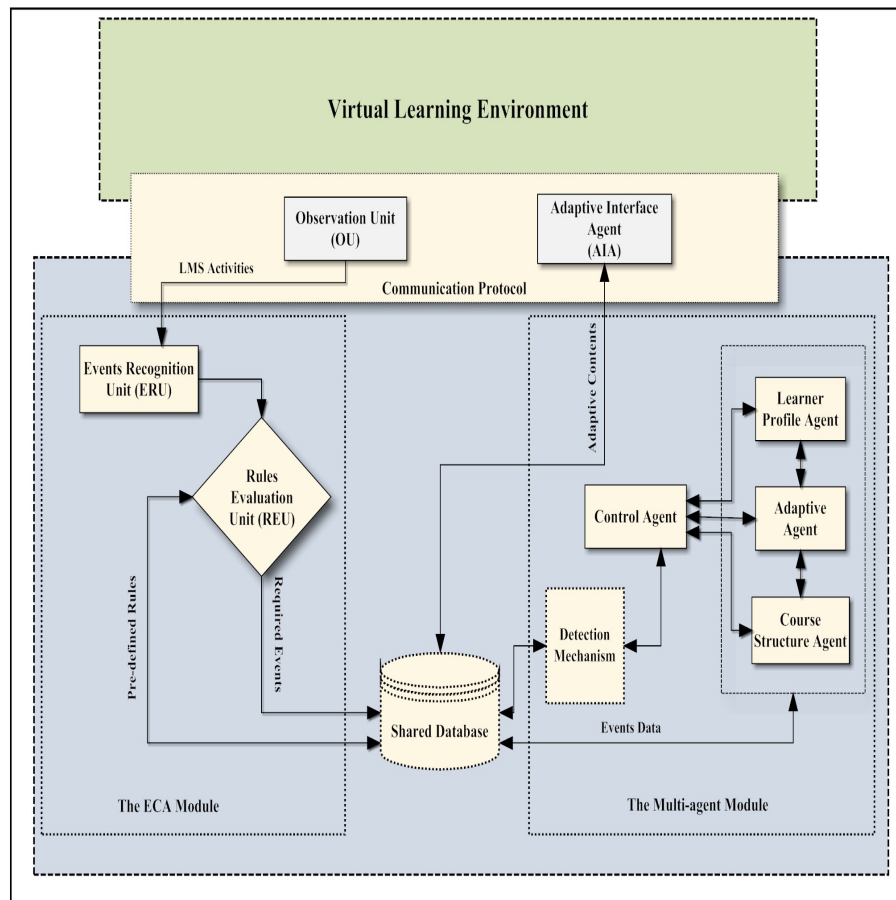 Virtual Learning Environment
Observation Unit
(OU)
Adaptive Interface
Agent
(AIA)
LMS Activities
Communication Protocol
Events Recognition
Unit (ERU)
Rules
Evaluation
Unit (REU)
Pre-defined Rules
Required Events
Adaptive Contents
Learner
Profile Agent
Control Agent
Adaptive
Agent
Course
Structure Agent
Detection
Mechanism
Shared Database
Events Data
The ECA Module
The Multi-agent Module